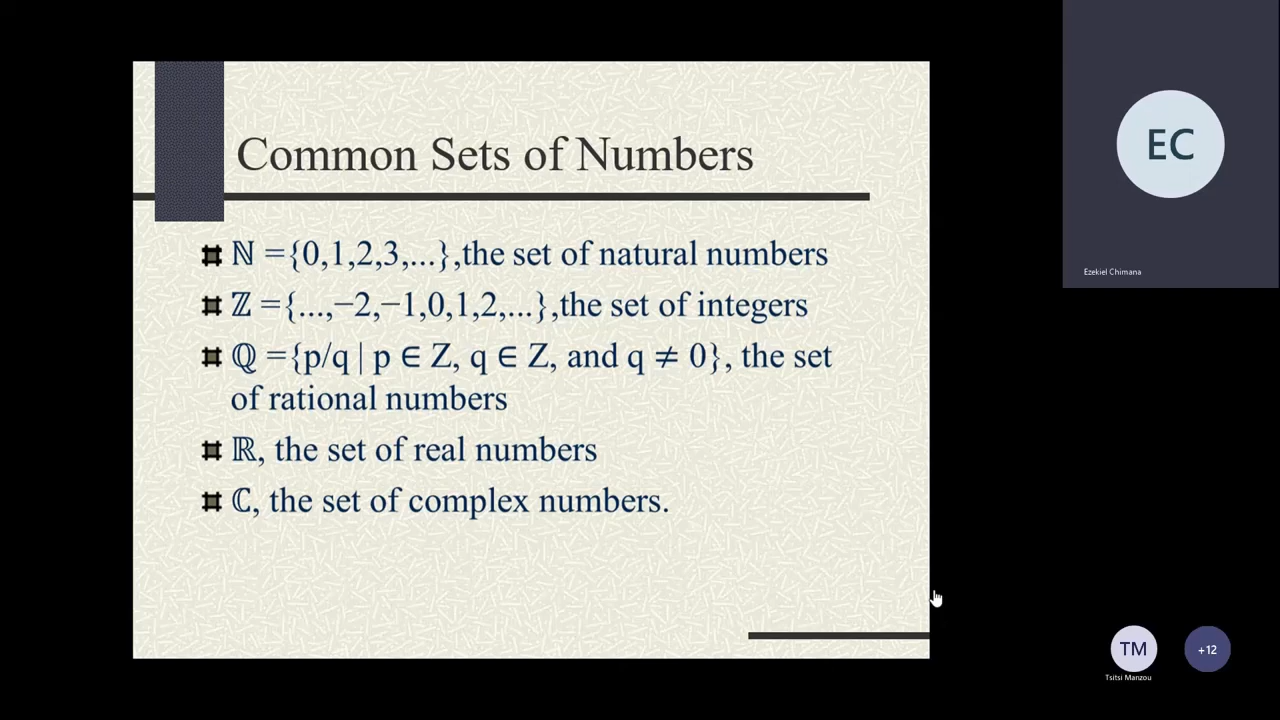 Common Sets of Numbers
ℕ ={0,1,2,3,...},the set of natural numbers
ℤ ={...,−2,−1,0,1,2,...},the set of integers
ℚ ={p/q | p ∈ Z, q ∈ Z, and q ≠ 0}, the set
of rational numbers
ℝ, the set of real numbers
ℂ, the set of complex numbers.
EC
Ezekiel Chimana
TM
+12
Tsitsi Manzou